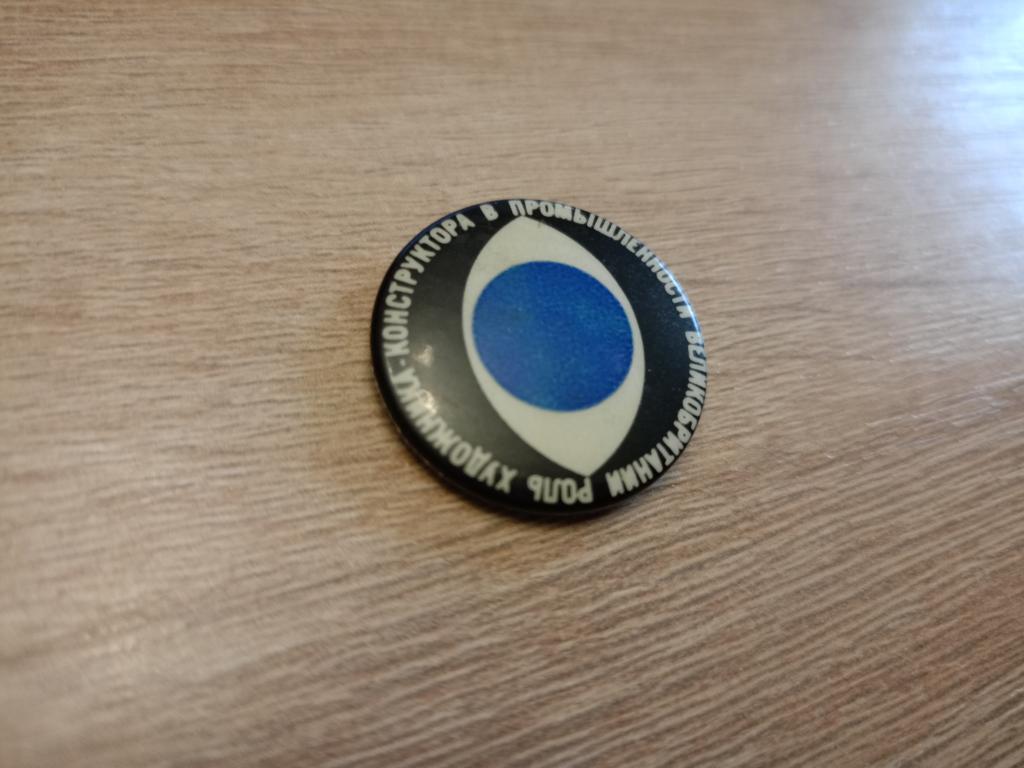 РОЛЬ ХУДОЖНИКА-КОНСТРУКТОРА В ПРОМЫШЛЕННОСТИ ВЕЛИКОБРИТАНИИ